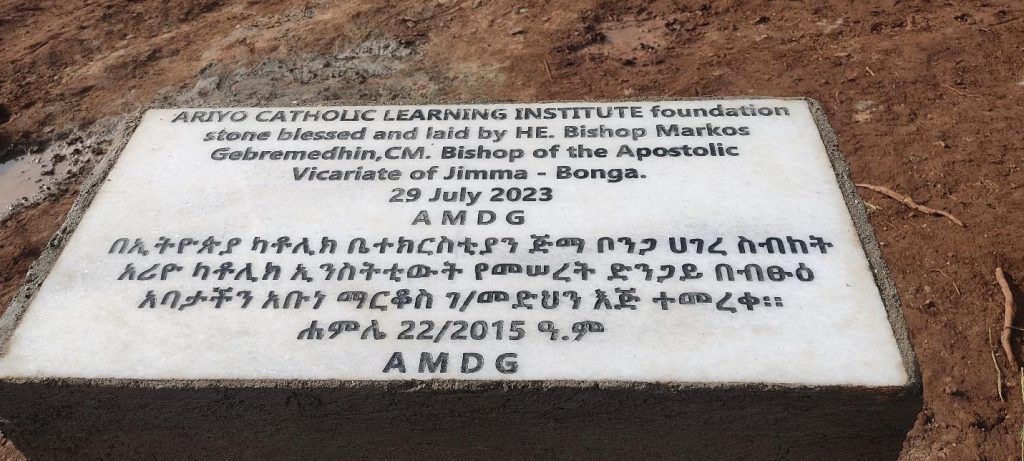 ARIYO CATHOLIC LEARNING INSTITUTE foundation
stone blessed and laid by HE. Bishop Markos
Gebremedhin,CM. Bishop of the Apostolic
Vicariate of Jimma - Bonga.
29 July 2023
A M D G
በኢትዮጵያ ካቶሊክ ቤተክርስቲያን ጅማ ቦንጋ ሀገረ ስብከት
አሪዮ ካቶሊክ ኢንስትቲውት የመሠረት ድንጋይ በብፁዕ
አባታችን አቡነ ማርቆስ ገ/መድህን እጅ ተመረቀ።
ሐምሌ 22/2015 ዓ.ም
A M D G